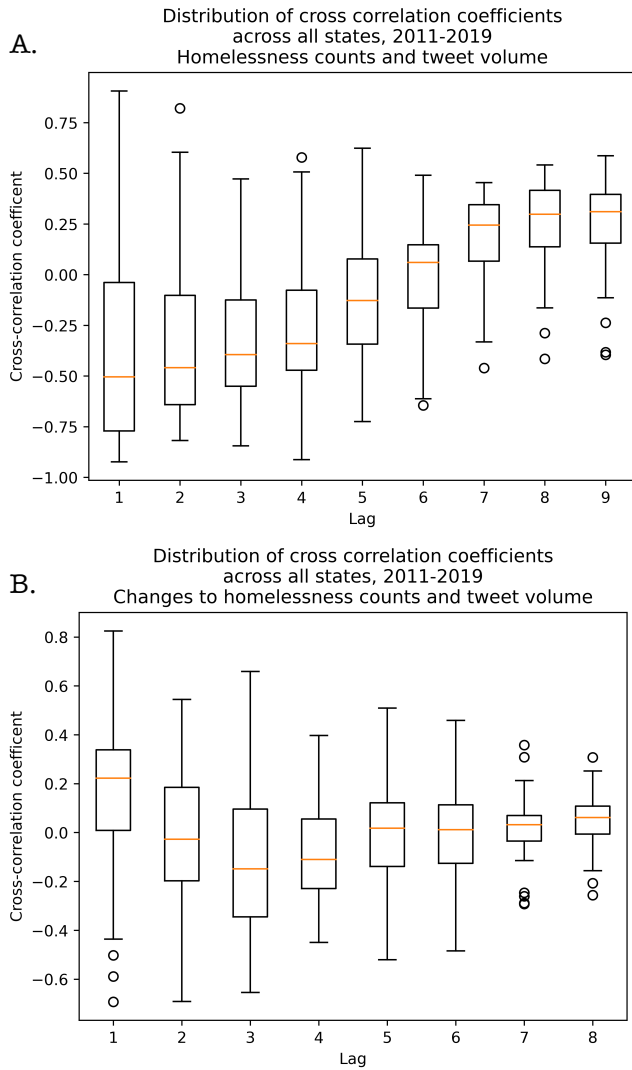 A.
Distribution of cross correlation coefficients
across all states, 2011-2019
Homelessness counts and tweet volume
Cross-correlation coefficent
0.75
0.50
0.25
0.00
−0.25
−0.50
−0.75
−1.00
1 2 3 4 5 6 7 8 9
Lag
B.
Distribution of cross correlation coefficients
across all states, 2011-2019
Changes to homelessness counts and tweet volume
Cross-correlation coefficent
0.8
0.6
0.4
0.2
0.0
−0.2
−0.4
−0.6
1 2 3 4 5 6 7 8
Lag